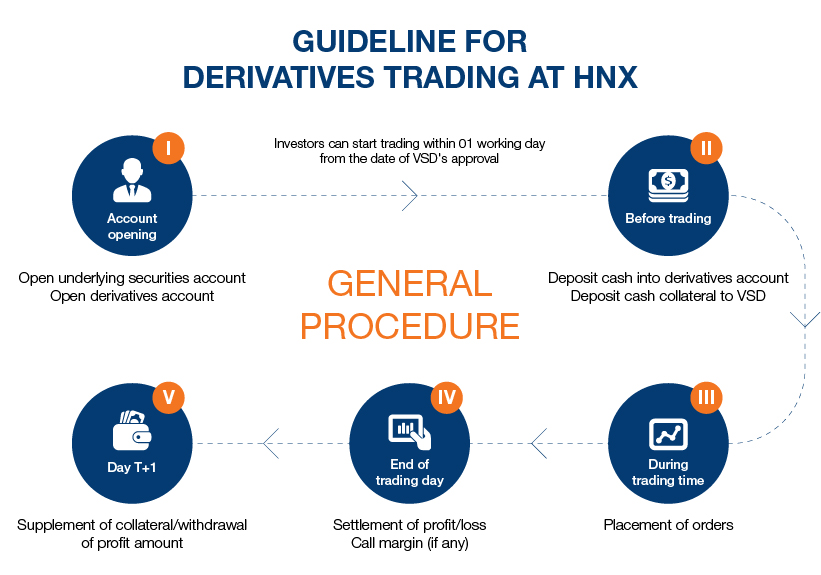 GUIDELINE FOR
DERIVATIVES TRADING AT HNX
I
Account
opening
Open underlying securities account
Open derivatives account
Investors can start trading within 01 working day
from the date of VSD's approval
II
Before trading
Deposit cash into derivatives account
Deposit cash collateral to VSD
GENERAL
PROCEDURE
III
During
trading time
Placement of orders
IV
End of
trading day
Settlement of profit/loss
Call margin (if any)
V
Day T+1
Supplement of collateral/withdrawal
of profit amount